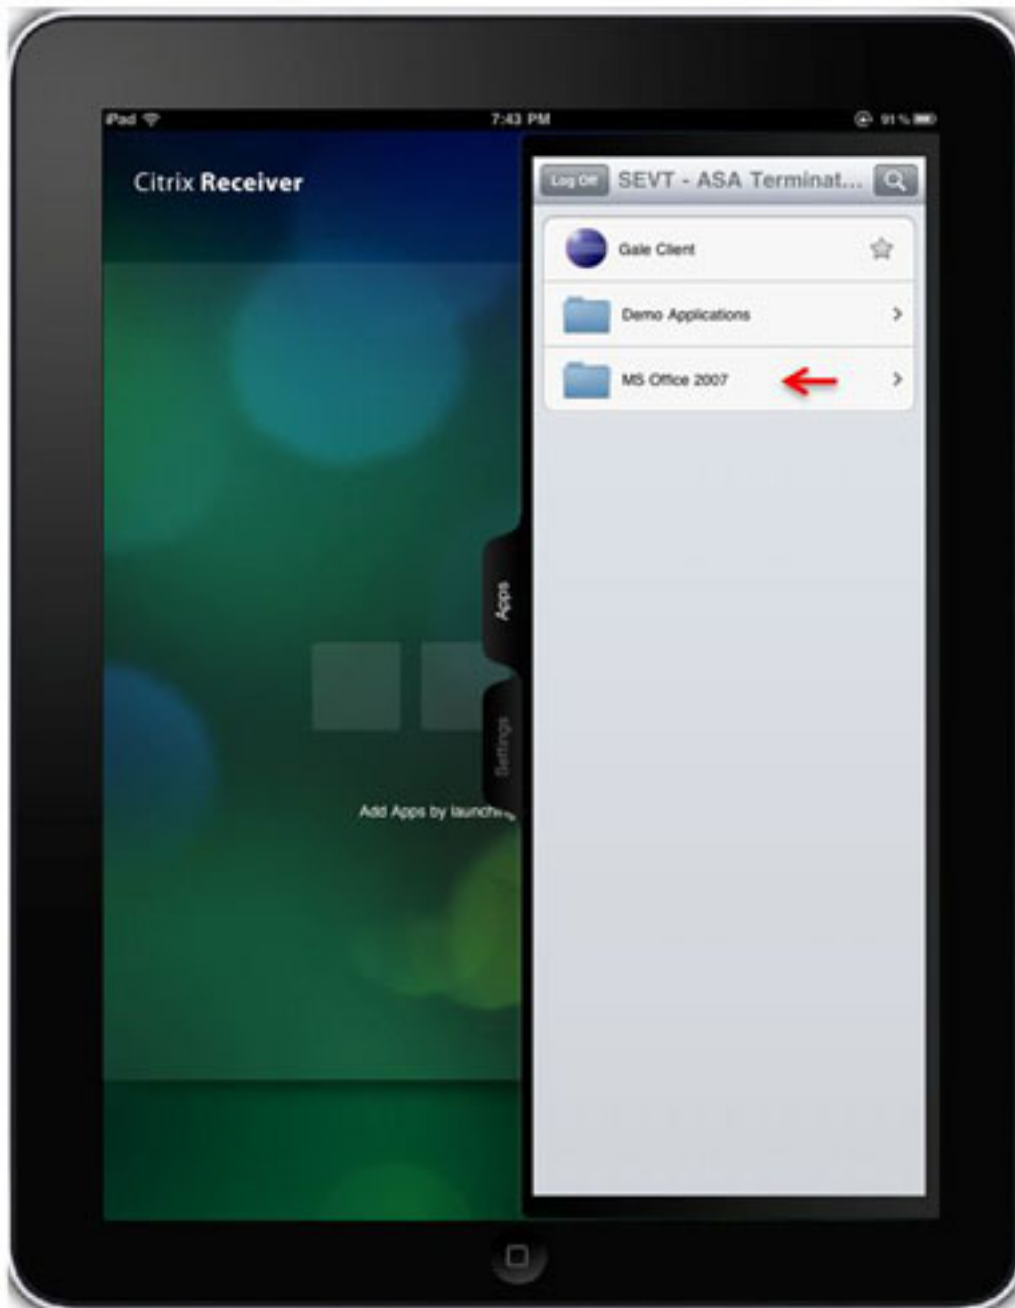 iPad
7:43 PM
91%
Citrix Receiver
Log Off
SEVT - ASA Terminat...
Gale Client
Demo Applications
MS Office 2007
Apps
Settings
Add Apps by launching